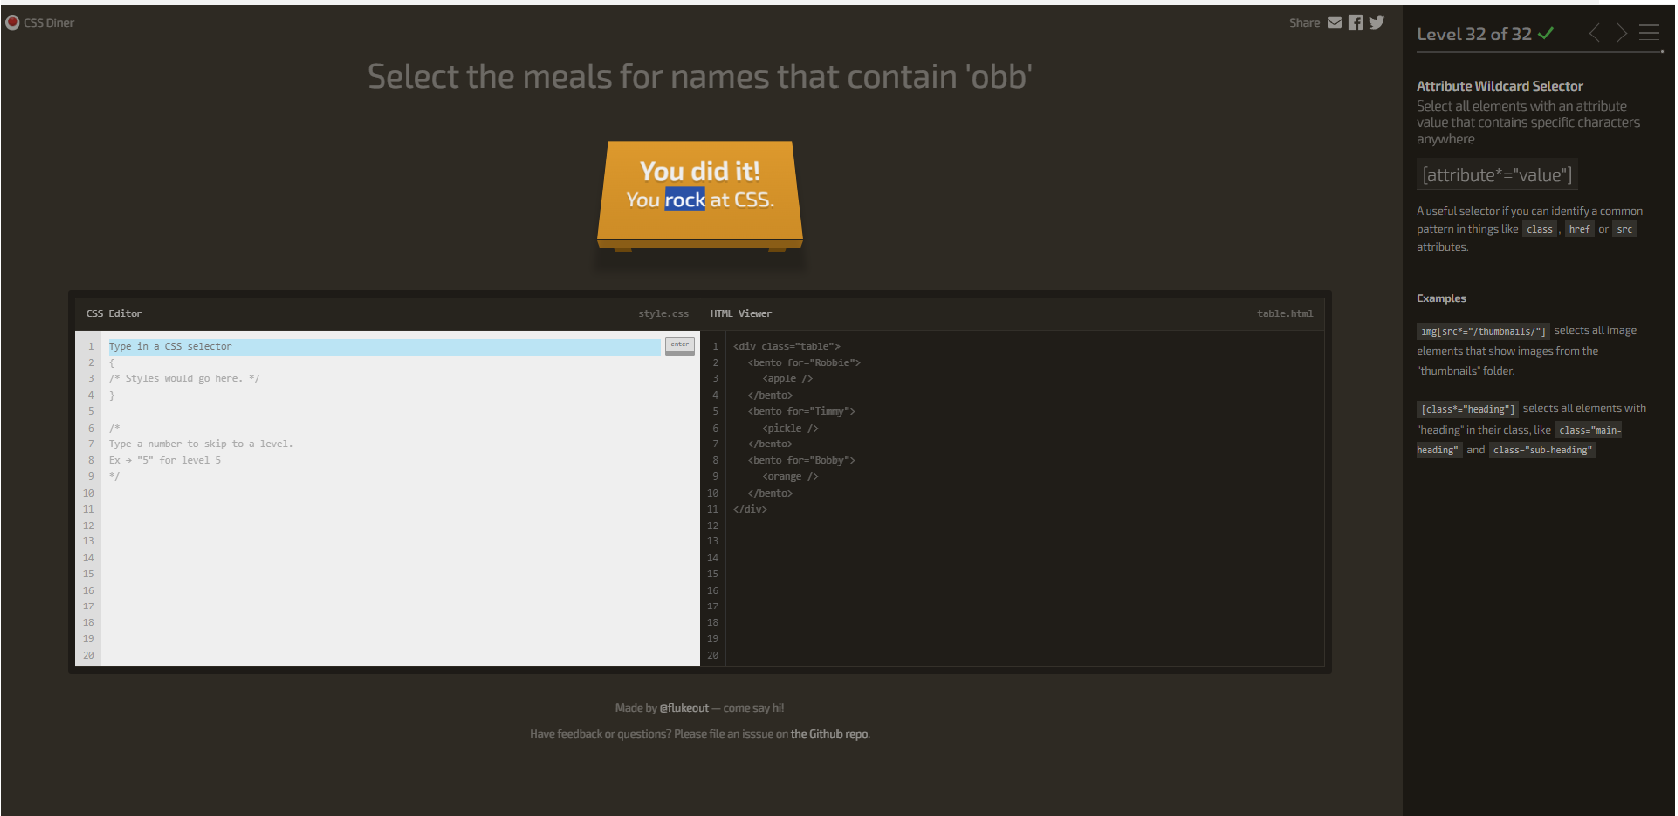 CSS Diner
Share
Select the meals for names that contain 'obb'
You did it!
You rock at CSS.
CSS Editor
style.css
HTML Viewer
table.html
1 Type in a CSS selector
enter
2 {
3 /* Styles would go here. */
4 }
5
6 /*
7 Type a number to skip to a level.
8 Ex → "5" for level 5
9 */
10
11
12
13
14
15
16
17
18
19
20
1 <div class="table">
2 <bento for="Robbie">
3 <apple />
4 </bento>
5 <bento for="Timmy">
6 <pickle />
7 </bento>
8 <bento for="Bobby">
9 <orange />
10 </bento>
11 </div>
12
13
14
15
16
17
18
19
20
Made by @flukeout — come say hi!
Have feedback or questions? Please file an isssue on the Github repo.
Level 32 of 32
Attribute Wildcard Selector
Select all elements with an attribute
value that contains specific characters
anywhere
[attribute*="value"]
A useful selector if you can identify a common
pattern in things like class , href or src
attributes.
Examples
img[src*="/thumbnails/"] selects all image
elements that show images from the
"thumbnails" folder.
[class*="heading"] selects all elements with
"heading" in their class, like class="main-
heading" and class="sub-heading"